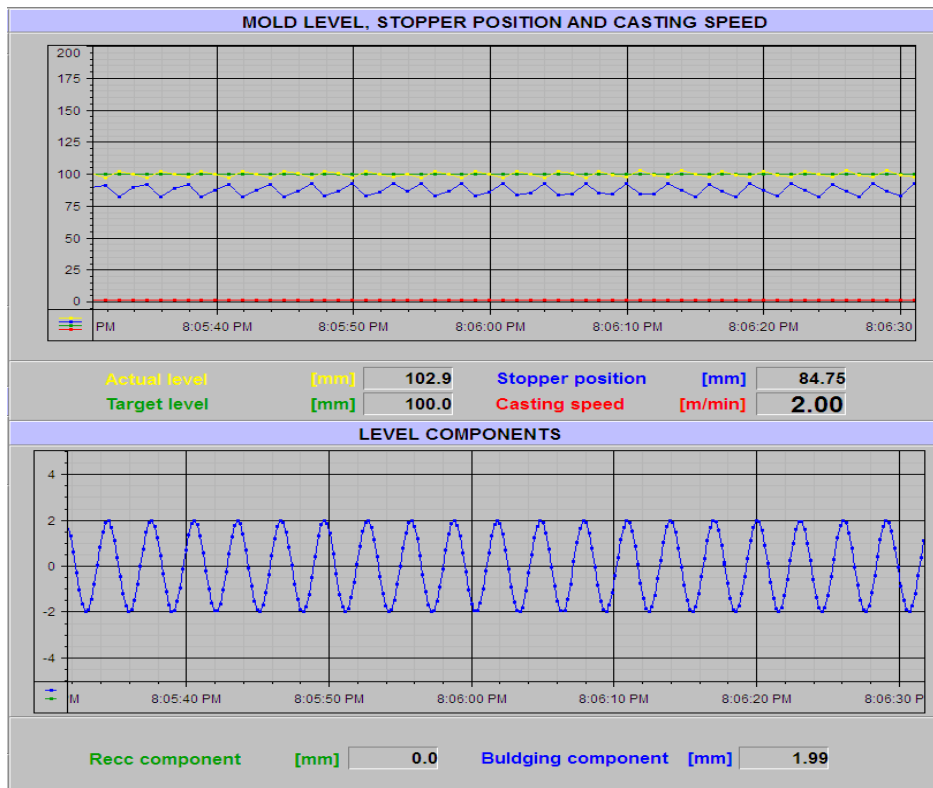 MOLD LEVEL, STOPPER POSITION AND CASTING SPEED
200
175
150
125
100
75
50
25
0
PM 8:05:40 PM 8:05:50 PM 8:06:00 PM 8:06:10 PM 8:06:20 PM 8:06:30
Actual level [mm] 102.9 Stopper position [mm] 84.75
Target level [mm] 100.0 Casting speed [m/min] 2.00
LEVEL COMPONENTS
4
2
0
-2
-4
M 8:05:40 PM 8:05:50 PM 8:06:00 PM 8:06:10 PM 8:06:20 PM 8:06:30 P
Recc component [mm] 0.0 Buldging component [mm] 1.99